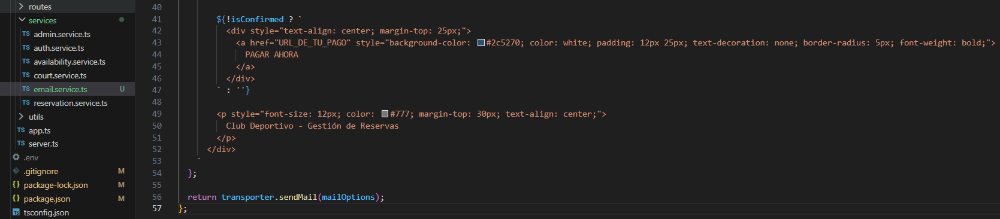 routes
services
TS admin.service.ts
TS auth.service.ts
TS availability.service.ts
TS court.service.ts
TS email.service.ts U
TS reservation.service.ts
utils
TS app.ts
TS server.ts
.env
.gitignore M
{} package-lock.json M
{} package.json M
TS tsconfig.json
40
41 ${!isConfirmed ? `
42 <div style="text-align: center; margin-top: 25px;">
43 <a href="URL_DE_TU_PAGO" style="background-color: #2c5270; color: white; padding: 12px 25px; text-decoration: none; border-radius: 5px; font-weight: bold;">
44 PAGAR AHORA
45 </a>
46 </div>
47 ` : ''}
48
49 <p style="font-size: 12px; color: #777; margin-top: 30px; text-align: center;">
50 Club Deportivo - Gestión de Reservas
51 </p>
52 </div>
53 `
54 };
55
56 return transporter.sendMail(mailOptions);
57 };